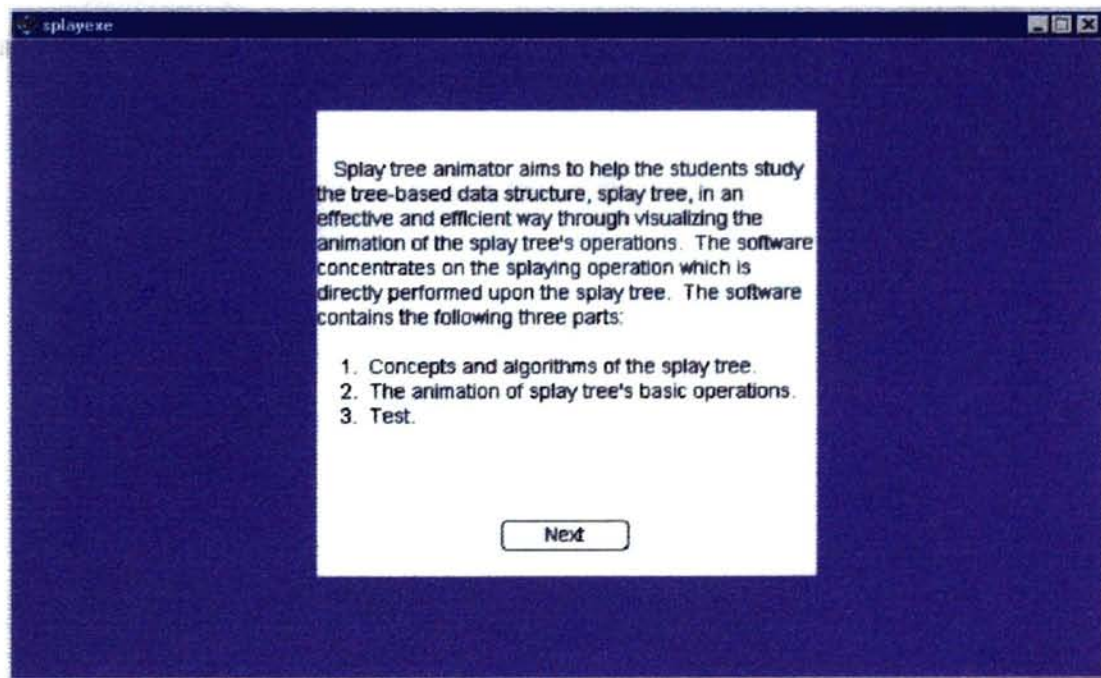 splayexe
Splay tree animator aims to help the students study
the tree-based data structure, splay tree, in an
effective and efficient way through visualizing the
animation of the splay tree's operations. The software
concentrates on the splaying operation which is
directly performed upon the splay tree. The software
contains the following three parts:
1. Concepts and algorithms of the splay tree.
2. The animation of splay tree's basic operations.
3. Test.
Next